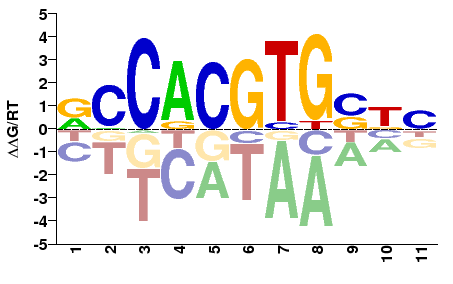 5
4
3
2
1
0
-1
-2
-3
-4
-5
ΔΔG/RT
G C C A C G T G C T C
A G C T G
T G G T G C G C T C T
C T T C A T A A A A G
1 2 3 4 5 6 7 8 9 10 11